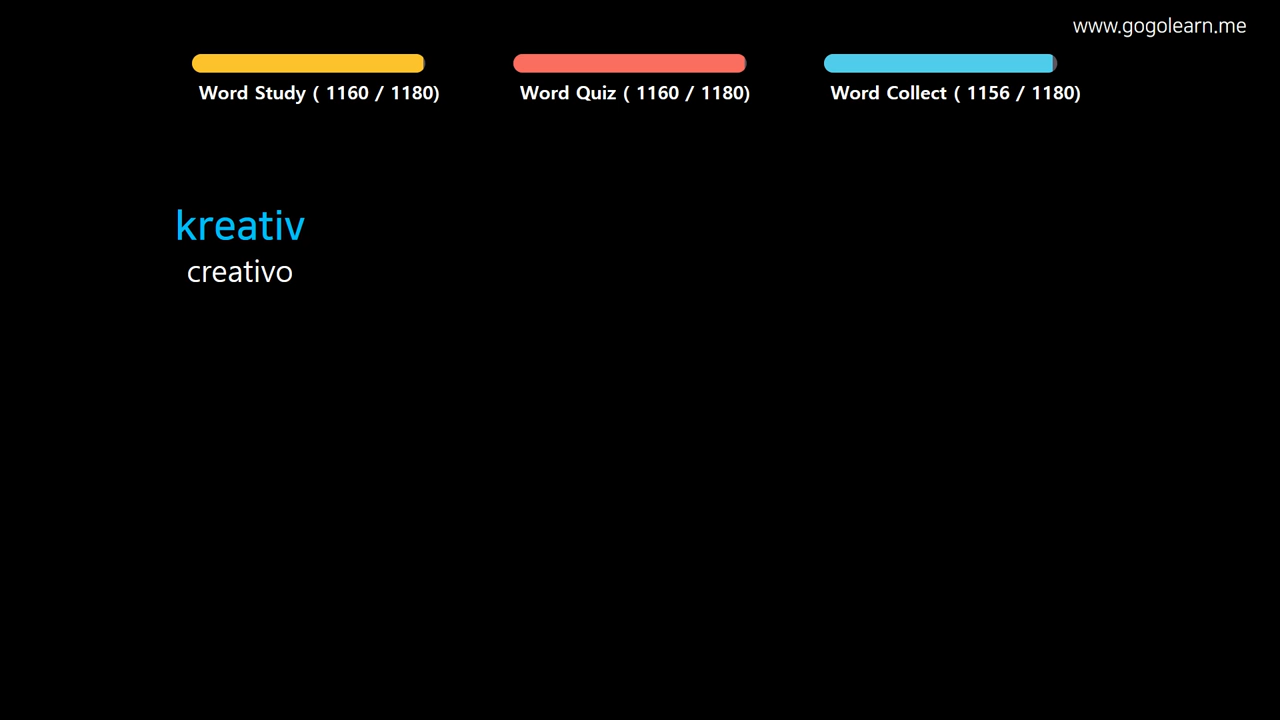 www.gogolearn.me
Word Study ( 1160 / 1180)
Word Quiz ( 1160 / 1180)
Word Collect ( 1156 / 1180)
kreativ
creativo